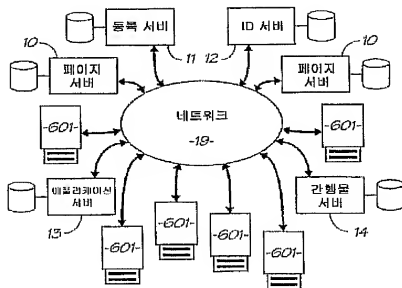 등록 서버
ID 서버
10
11
12
10
페이지
서버
페이지
서버
네트워크
-19-
-601-
-601-
애플리케이션
서버
13
-601-
-601-
-601-
-601-
간행물
서버
14